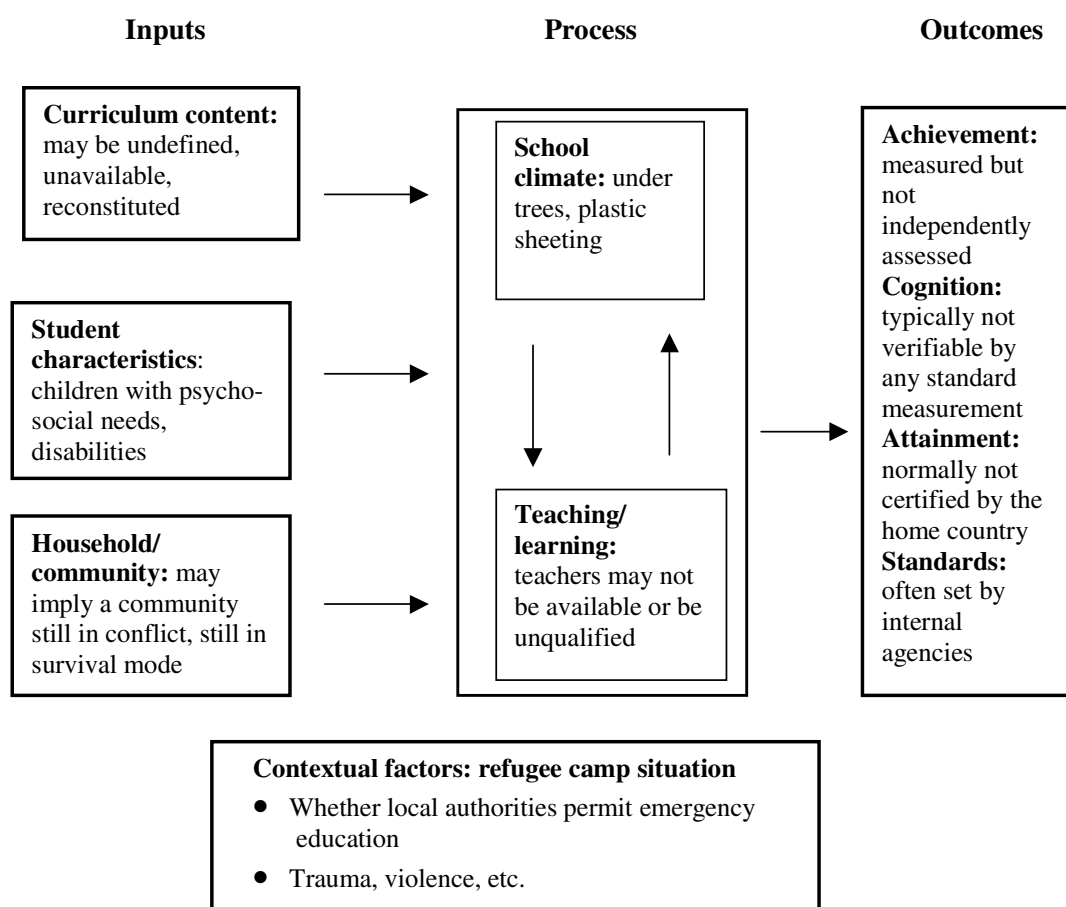 Inputs
Process
Outcomes
Curriculum content:
may be undefined,
unavailable,
reconstituted
Student
characteristics:
children with psycho-
social needs,
disabilities
Household/
community: may
imply a community
still in conflict, still in
survival mode
School
climate: under
trees, plastic
sheeting
Teaching/
learning:
teachers may not
be available or be
unqualified
Achievement:
measured but
not
independently
assessed
Cognition:
typically not
verifiable by
any standard
measurement
Attainment:
normally not
certified by the
home country
Standards:
often set by
internal
agencies
Contextual factors: refugee camp situation
• Whether local authorities permit emergency
education
• Trauma, violence, etc.